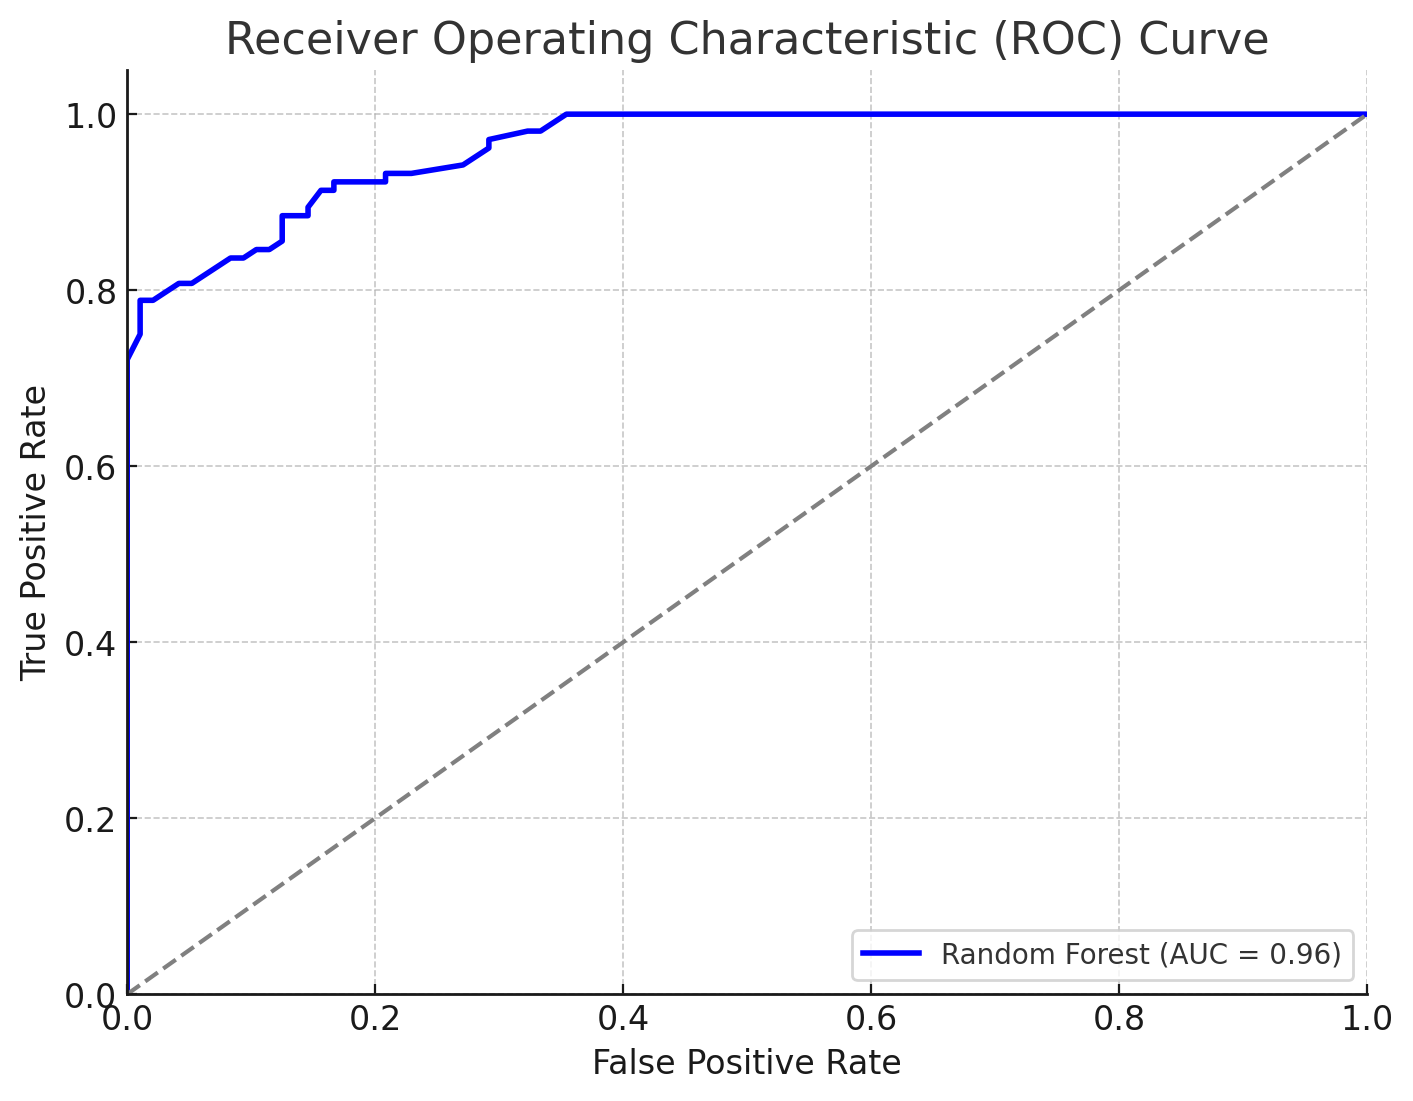 Receiver Operating Characteristic (ROC) Curve
True Positive Rate
1.0
0.8
0.6
0.4
0.2
0.0
Random Forest (AUC = 0.96)
0.0 0.2 0.4 0.6 0.8 1.0
False Positive Rate